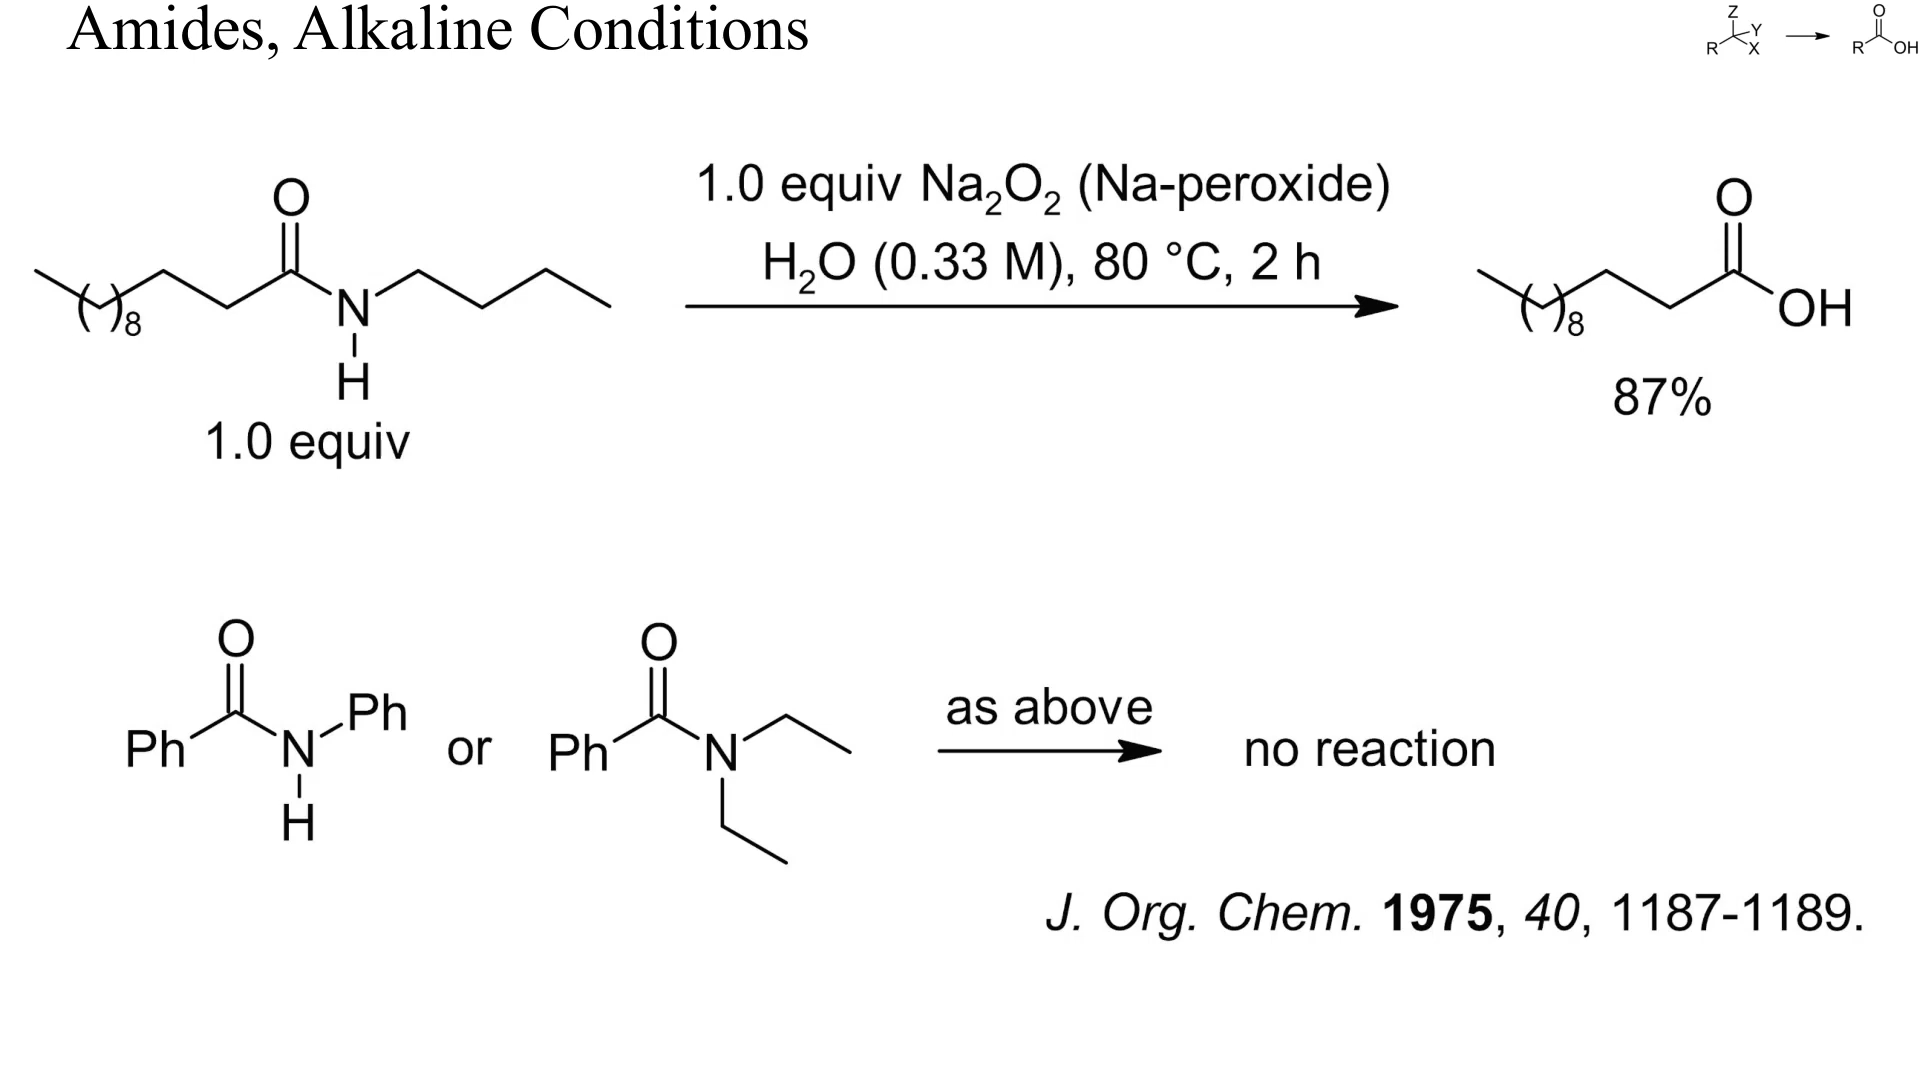 Amides, Alkaline Conditions
Z
Y
R
X
O
R
OH
1.0 equiv Na₂O₂ (Na-peroxide)
H₂O (0.33 M), 80 °C, 2 h
O
( )₈
N
H
1.0 equiv
O
( )₈
OH
87%
O
Ph
N
Ph
H
or
O
Ph
N
as above
no reaction
J. Org. Chem. 1975, 40, 1187-1189.